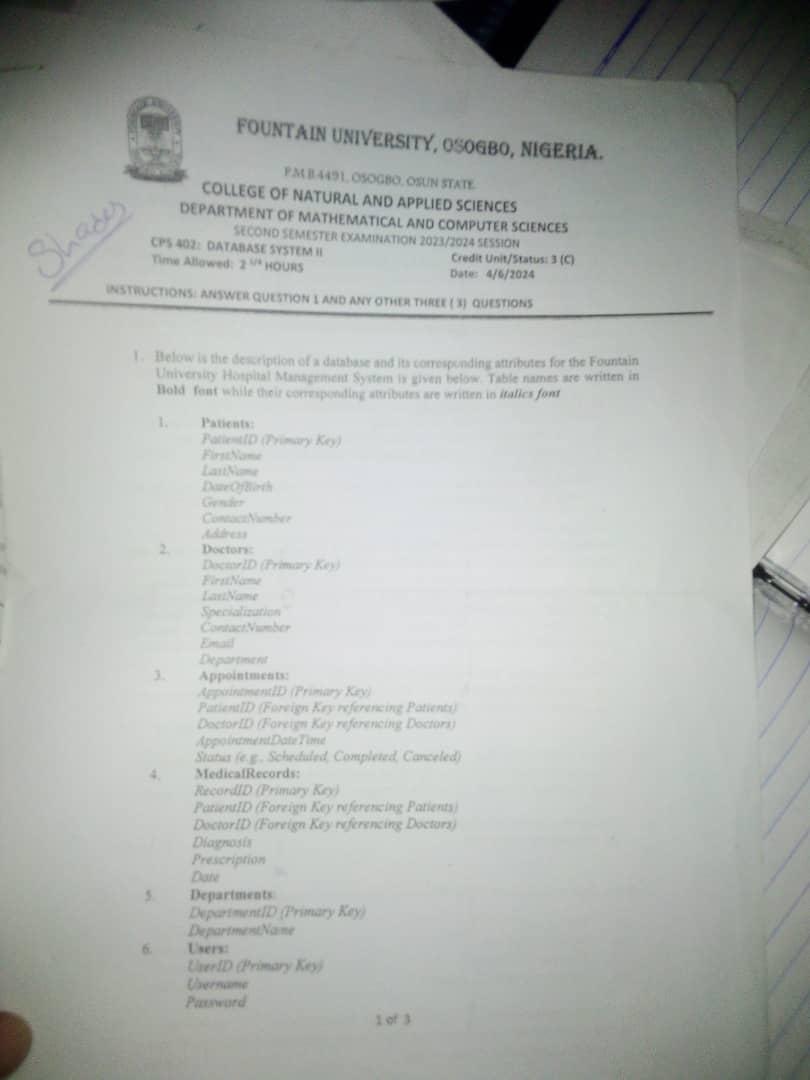 FOUNTAIN UNIVERSITY, OSOGBO, NIGERIA.
P.M.B.4491, OSOGBO, OSUN STATE
COLLEGE OF NATURAL AND APPLIED SCIENCES
DEPARTMENT OF MATHEMATICAL AND COMPUTER SCIENCES
SECOND SEMESTER EXAMINATION 2023/2024 SESSION
Shades
CPS 402: DATABASE SYSTEM II Credit Unit/Status: 3 (C)
Time Allowed: 2 HOURS Date: 4/6/2024
INSTRUCTIONS: ANSWER QUESTION 1 AND ANY OTHER THREE ( 3) QUESTIONS
1. Below is the description of a database and its corresponding attributes for the Fountain
University Hospital Management System is given below. Table names are written in
Bold font while their corresponding attributes are written in italics font
1. Patients:
PatientID (Primary Key)
FirstName
LastName
DateOfBirth
Gender
ContactNumber
Address
2. Doctors:
DoctorID (Primary Key)
FirstName
LastName
Specialization
ContactNumber
Email
Department
3. Appointments:
AppointmentID (Primary Key)
PatientID (Foreign Key referencing Patients)
DoctorID (Foreign Key referencing Doctors)
AppointmentDateTime
Status (e.g., Scheduled, Completed, Canceled)
4. MedicalRecords:
RecordID (Primary Key)
PatientID (Foreign Key referencing Patients)
DoctorID (Foreign Key referencing Doctors)
Diagnosis
Prescription
Date
5. Departments:
DepartmentID (Primary Key)
DepartmentName
6. Users:
UserID (Primary Key)
Username
Password
1 of 3